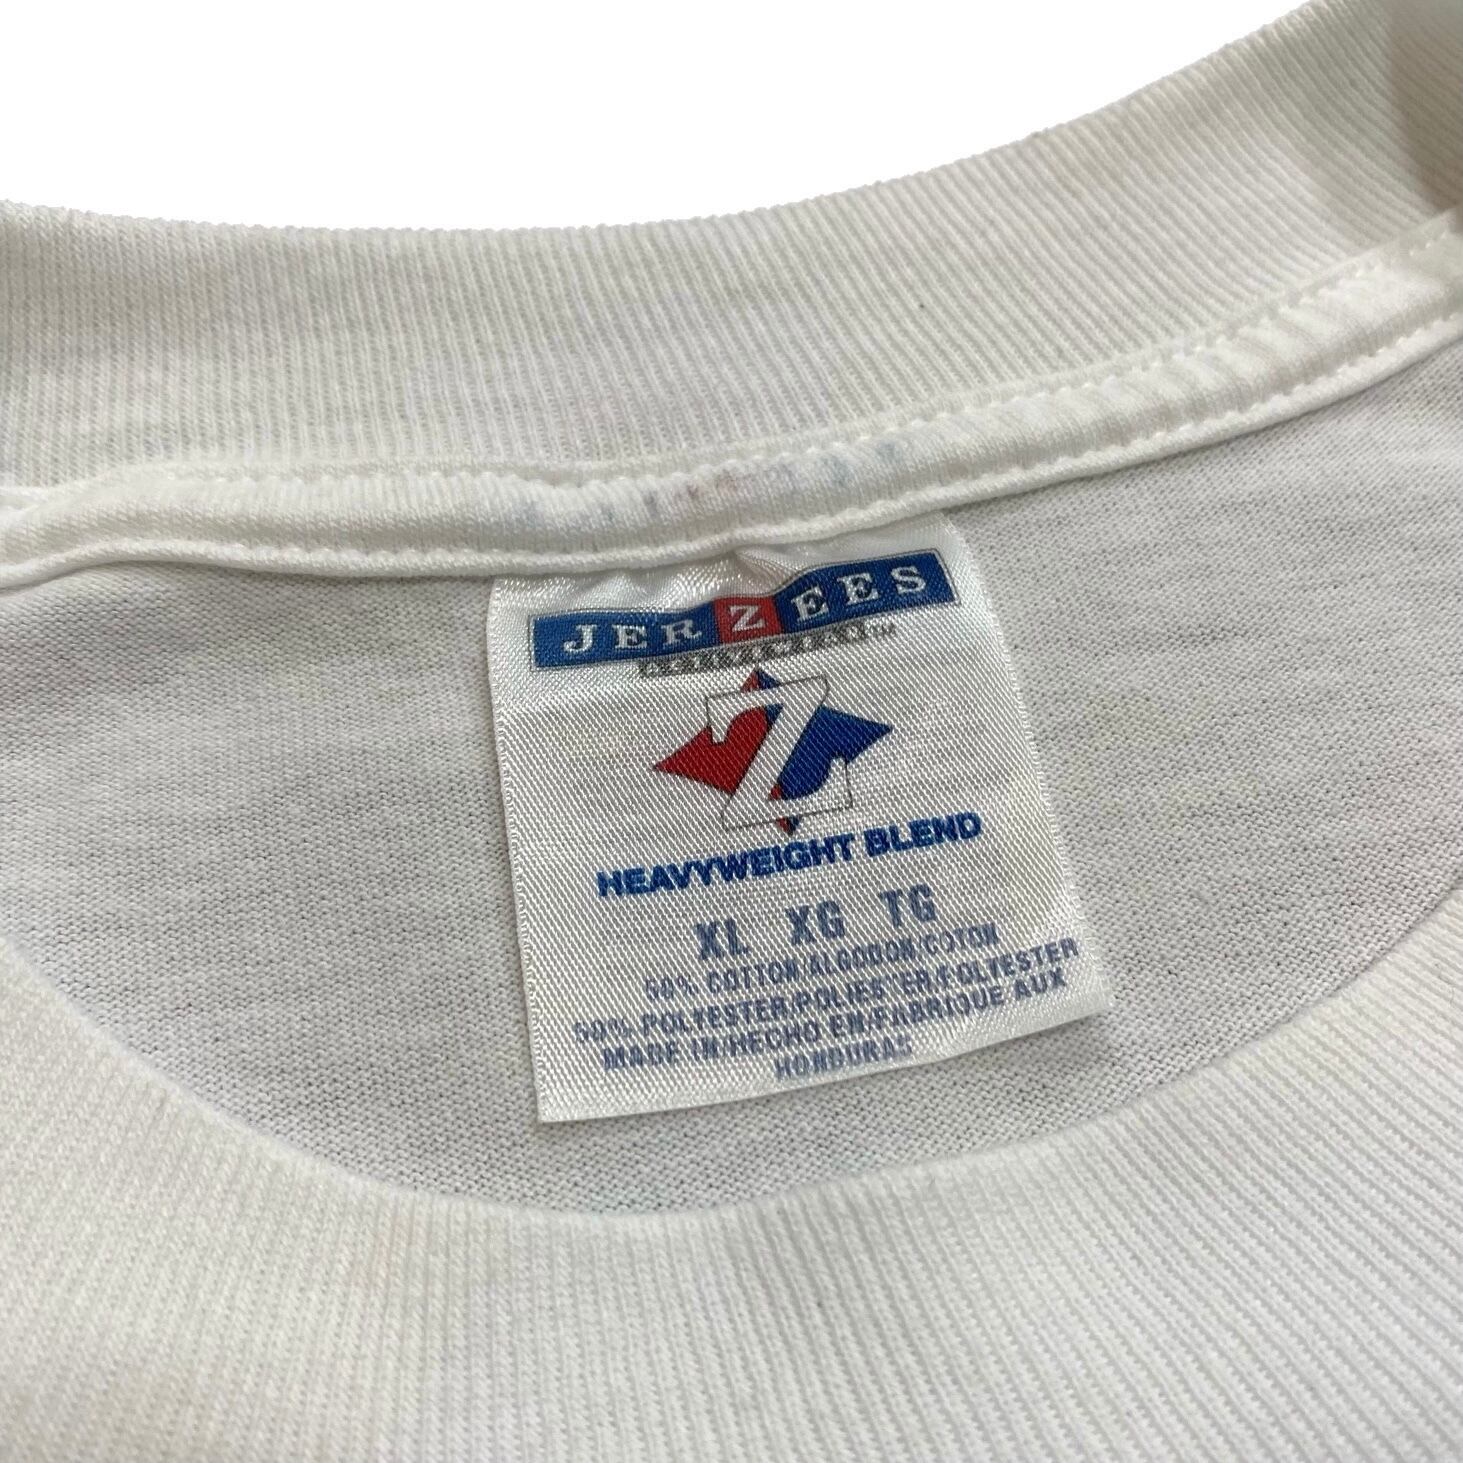 JERZEES
Z
HEAVYWEIGHT BLEND
XL XG TG
50% COTTON/ALGODON/COTON
50% POLYESTER/POLIESTER/POLYESTER
MADE IN/HECHO EN/FABRIQUE AUX
HONDURAS